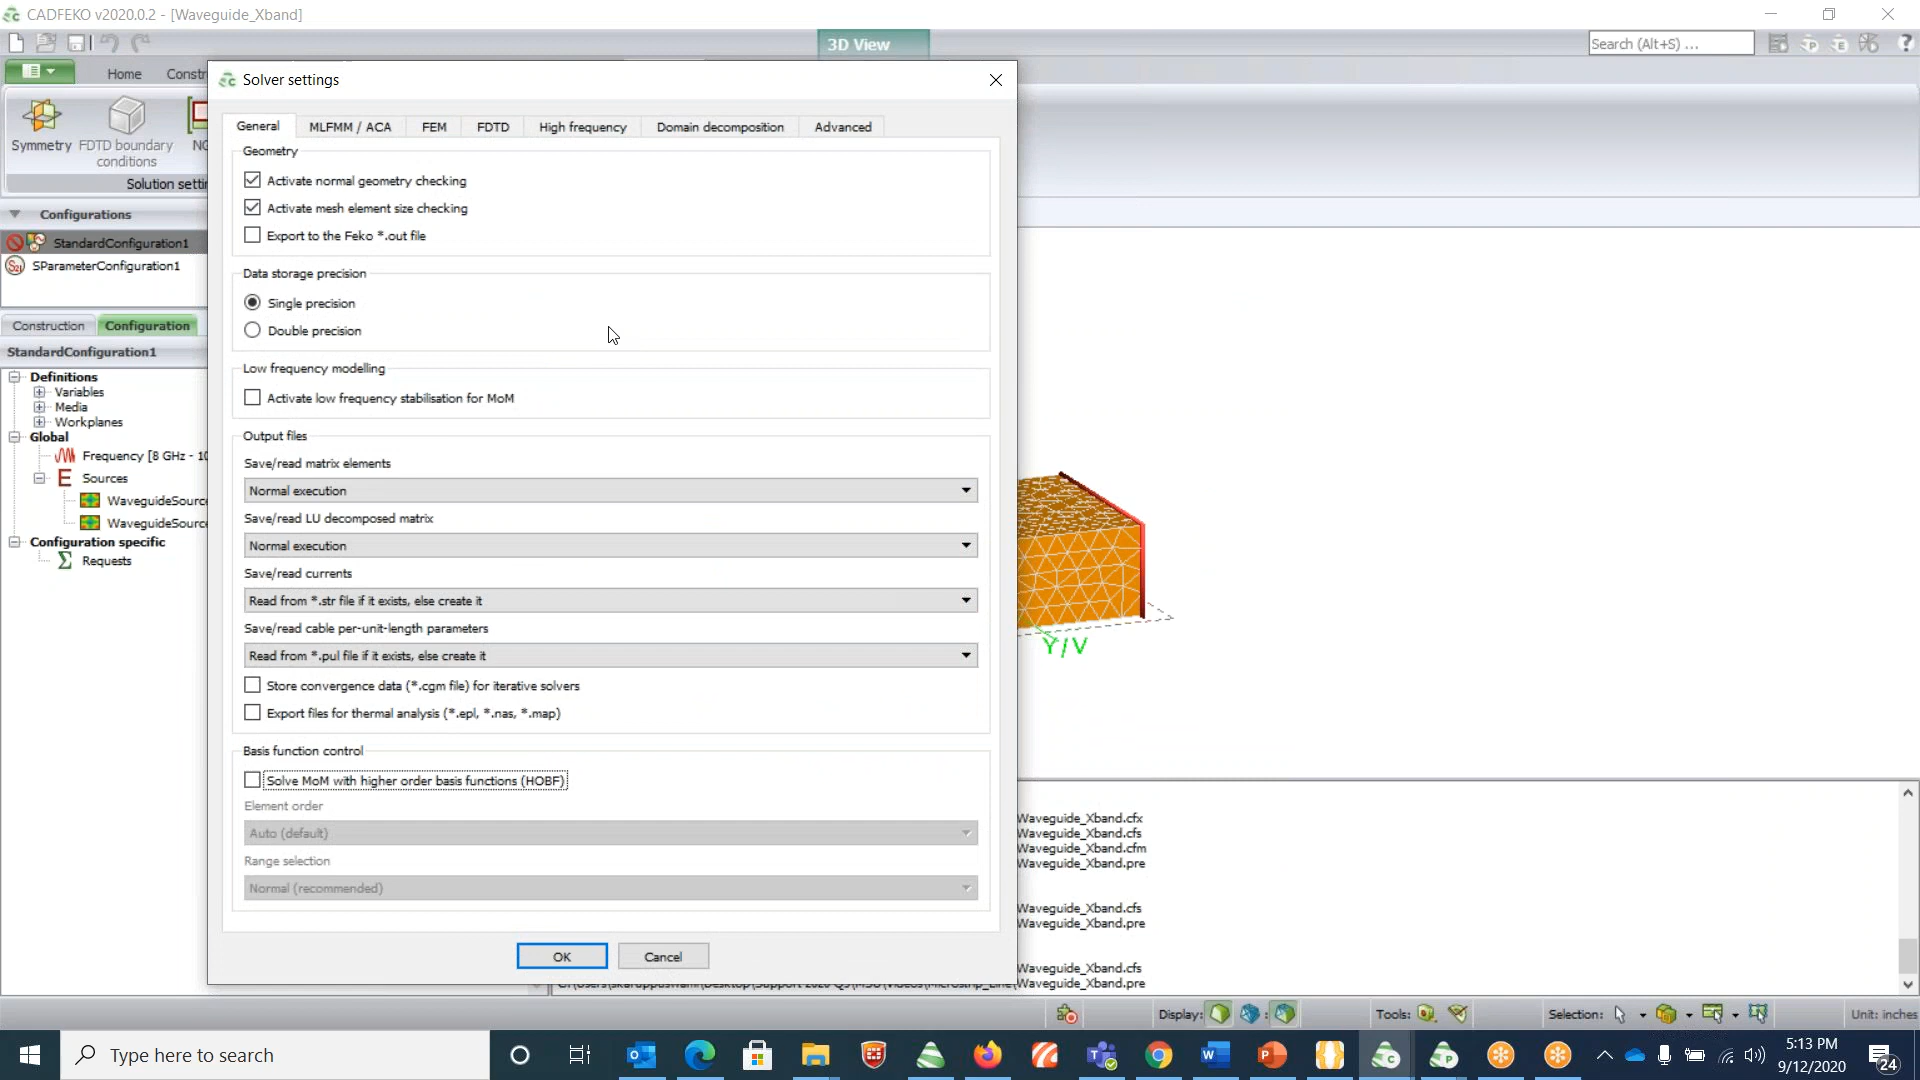 CADFEKO v2020.0.2 - [Waveguide_Xband]
3D View
Search (Alt+S) ...
Home
Constr
Symmetry
FDTD boundary
conditions
Solution setti
Configurations
StandardConfiguration1
SParameterConfiguration1
Construction
Configuration
StandardConfiguration1
Definitions
Variables
Media
Workplanes
Global
Frequency [8 GHz - 10
Sources
WaveguideSource
WaveguideSource
Configuration specific
Requests
Solver settings
General
MLFMM / ACA
FEM
FDTD
High frequency
Domain decomposition
Advanced
Geometry
Activate normal geometry checking
Activate mesh element size checking
Export to the Feko *.out file
Data storage precision
Single precision
Double precision
Low frequency modelling
Activate low frequency stabilisation for MoM
Output files
Save/read matrix elements
Normal execution
Save/read LU decomposed matrix
Normal execution
Save/read currents
Read from *.str file if it exists, else create it
Save/read cable per-unit-length parameters
Read from *.pul file if it exists, else create it
Store convergence data (*.cgm file) for iterative solvers
Export files for thermal analysis (*.epl, *.nas, *.map)
Basis function control
Solve MoM with higher order basis functions (HOBF)
Element order
Auto (default)
Range selection
Normal (recommended)
OK
Cancel
Y/V
Waveguide_Xband.cfx
Waveguide_Xband.cfs
Waveguide_Xband.cfm
Waveguide_Xband.pre
Waveguide_Xband.cfs
Waveguide_Xband.pre
Waveguide_Xband.cfs
Waveguide_Xband.pre
Display:
Tools:
Selection:
Unit: inches
Type here to search
5:13 PM
9/12/2020
24